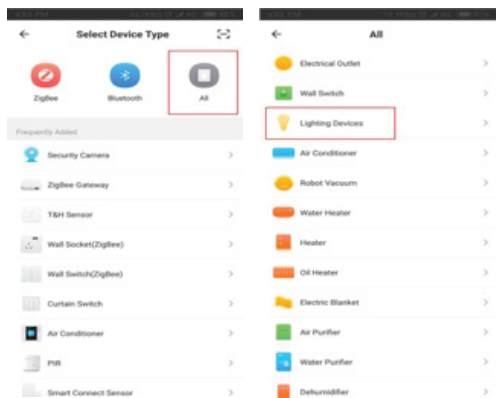 Select Device Type
ZigBee
Bluetooth
All
Frequently Added
Security Camera
ZigBee Gateway
T&H Sensor
Wall Socket(ZigBee)
Wall Switch(ZigBee)
Curtain Switch
Air Conditioner
PIR
Smart Connect Sensor
All
Electrical Outlet
Wall Switch
Lighting Devices
Air Conditioner
Robot Vacuum
Water Heater
Heater
Oil Heater
Electric Blanket
Air Purifier
Water Purifier
Dehumidifier